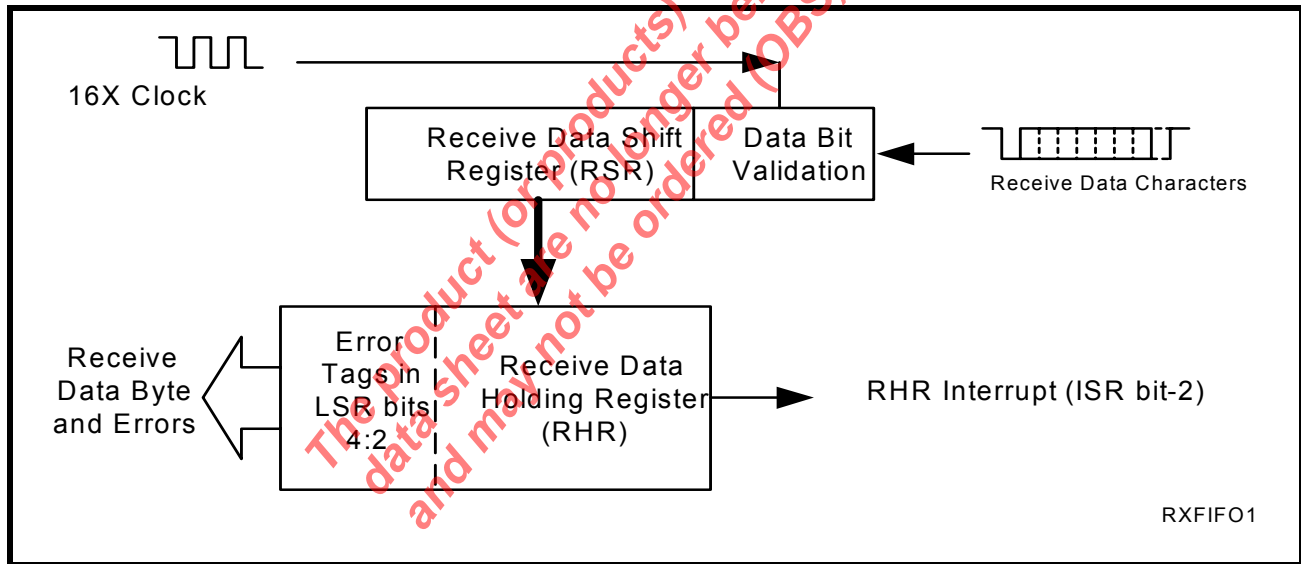 16X Clock
Receive Data Shift
Register (RSR)
Data Bit
Validation
Receive Data Characters
Receive
Data Byte
and Errors
Error
Tags in
LSR bits
4:2
Receive Data
Holding Register
(RHR)
RHR Interrupt (ISR bit-2)
RXFIFO1
The product (or products)
data sheet are no longer
and may not be ordered (OBS)